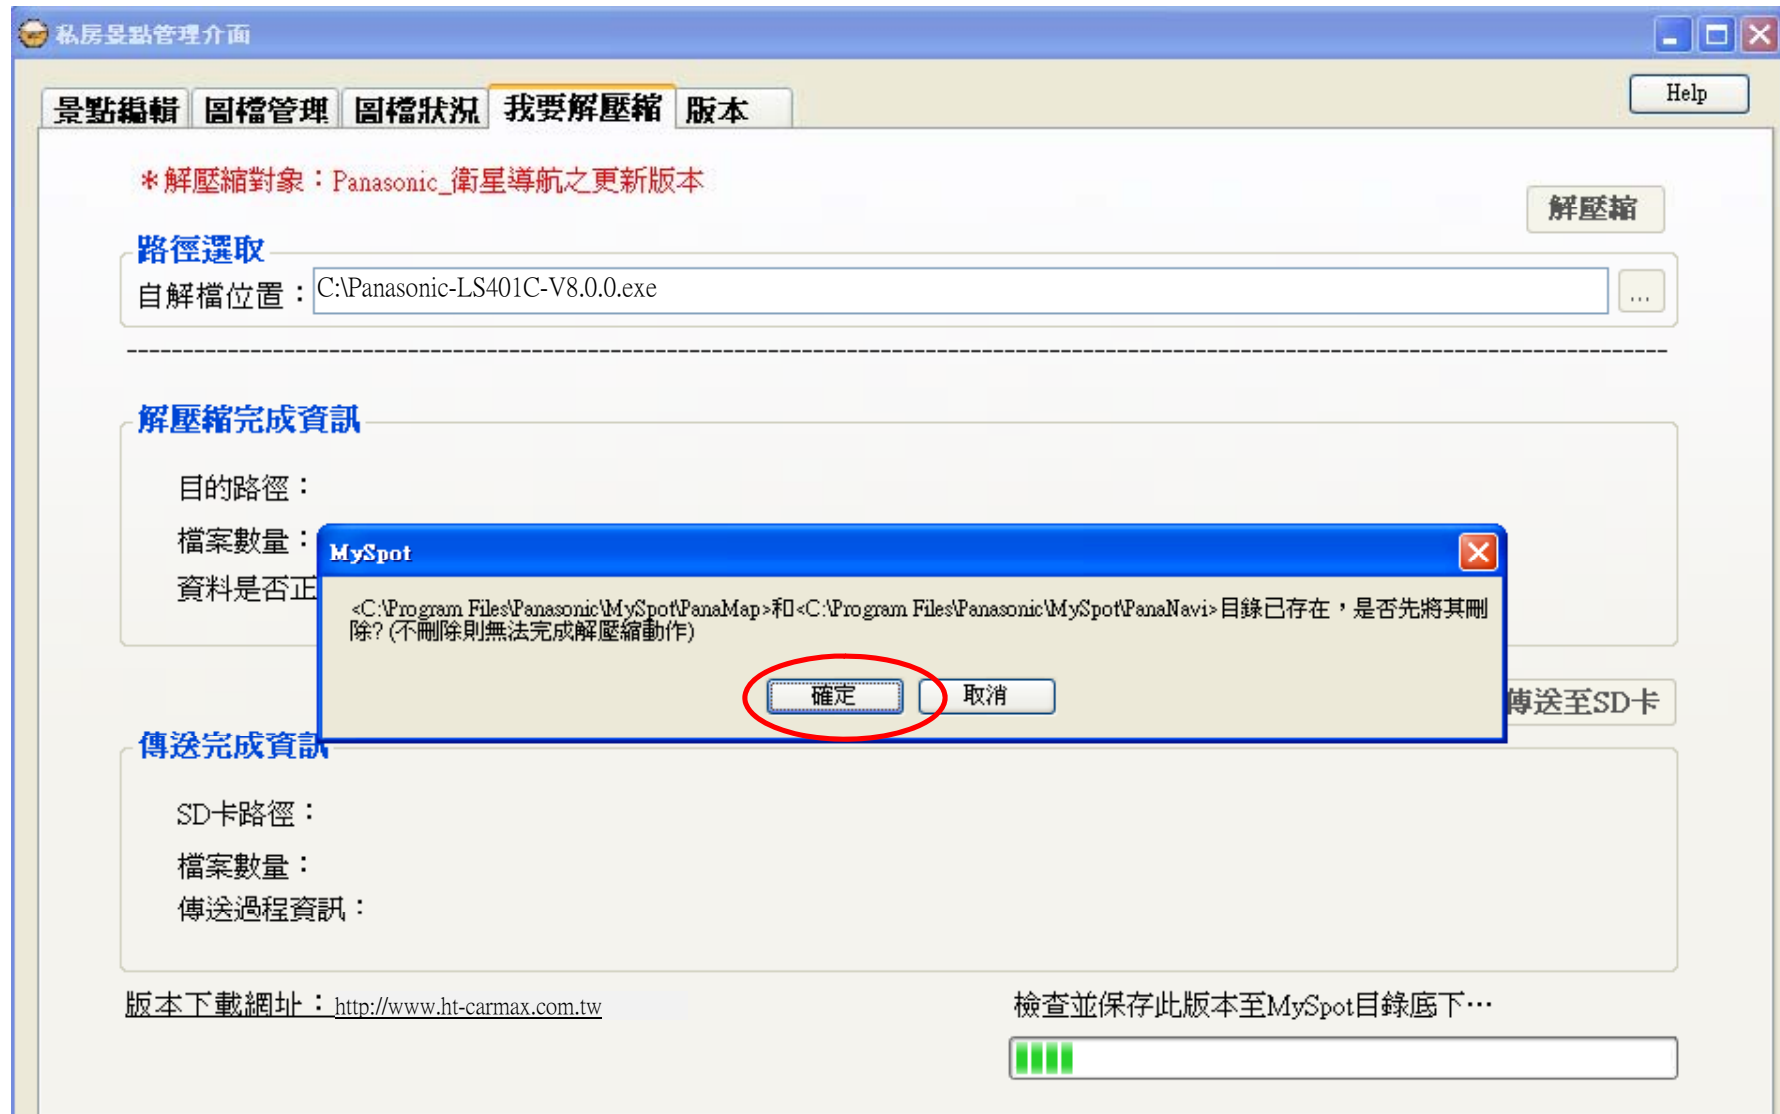 私房景點管理介面
Help
景點編輯 圖檔管理 圖檔狀況 我要解壓縮 版本
*解壓縮對象：Panasonic_衛星導航之更新版本
解壓縮
路徑選取
自解檔位置：C:\Panasonic-LS401C-V8.0.0.exe ...
解壓縮完成資訊
目的路徑：
檔案數量：
資料是否正
MySpot
<C:\Program Files\Panasonic\MySpot\PanaMap>和<C:\Program Files\Panasonic\MySpot\PanaNavi>目錄已存在，是否先將其刪
除? (不刪除則無法完成解壓縮動作)
確定 取消
傳送至SD卡
傳送完成資訊
SD卡路徑：
檔案數量：
傳送過程資訊：
版本下載網址：http://www.ht-carmax.com.tw
檢查並保存此版本至MySpot目錄底下…